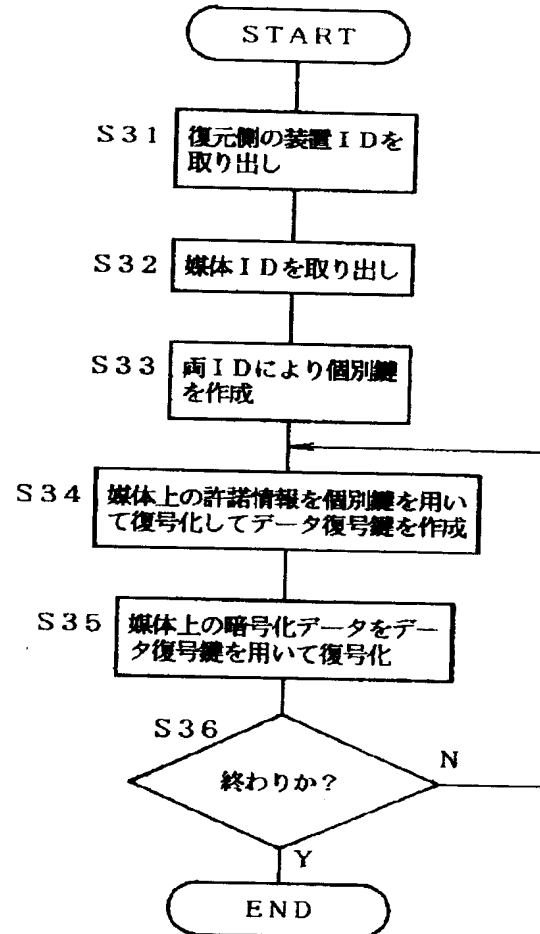 START
S31
復元側の装置IDを
取り出し
S32
媒体IDを取り出し
S33
両IDにより個別鍵
を作成
S34
媒体上の許諾情報を個別鍵を用い
て復号化してデータ復号鍵を作成
S35
媒体上の暗号化データをデー
タ復号鍵を用いて復号化
S36
終わりか?
N
Y
END